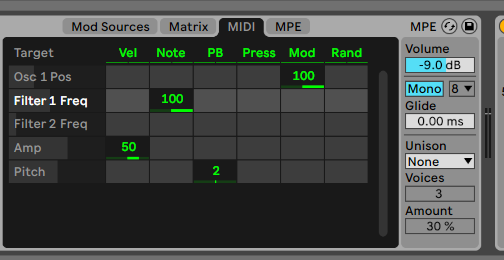 Mod Sources Matrix MIDI MPE
MPE
Target Vel Note PB Press Mod Rand
Osc 1 Pos 100
Filter 1 Freq 100
Filter 2 Freq
Amp 50
Pitch 2
Volume
-9.0 dB
Mono 8
Glide
0.00 ms
Unison
None
Voices
3
Amount
30 %